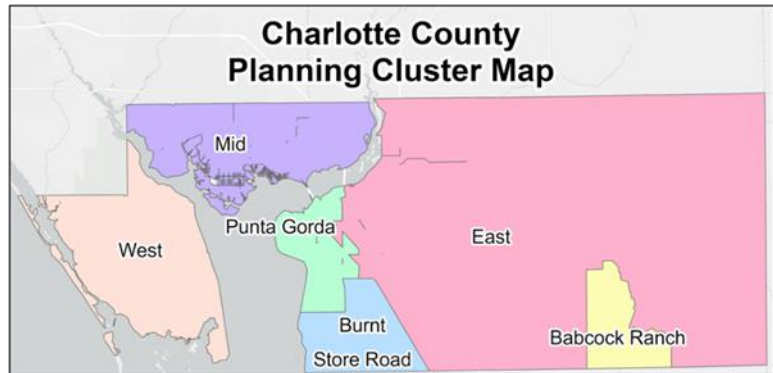 Charlotte County
Planning Cluster Map
Mid
Punta Gorda
West
East
Burnt
Store Road
Babcock Ranch